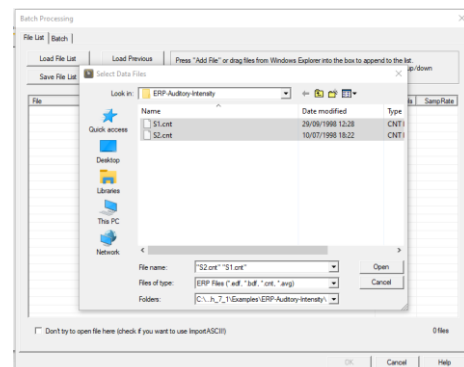 Batch Processing
File List Batch
Load File List Load Previous Press "Add File" or drag files from Windows Explorer into the box to append to the list.
Save File List up/down
Select Data Files
Look in: ERP-Auditory-Intensity
File SampRate
Name Date modified Type
S1.cnt 29/09/1998 12:28 CNT
S2.cnt 10/07/1998 18:22 CNT
Quick access
Desktop
Libraries
This PC
Network
File name: "S2.cnt" "S1.cnt" Open
Files of type: ERP Files (*.edf, *.bdf, *.cnt, *.avg) Cancel
Folders: C:\..h_7_1\Examples\ERP-Auditory-Intensity\
Don't try to open file here (check if you want to use ImportASCII!) 0 files
OK Cancel Help